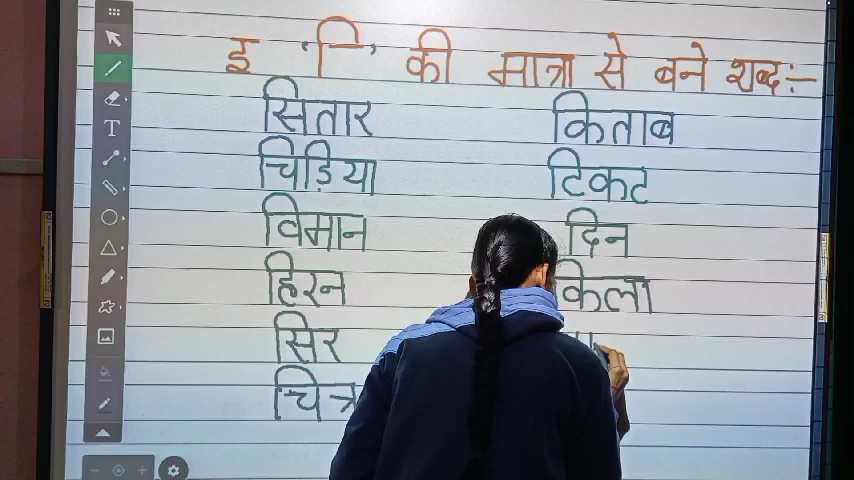 इ 'ि' की मात्रा से बने शब्द:-
सितार किताब
चिड़िया टिकट
विमान दिन
हिरन किला
सिर
चित्र